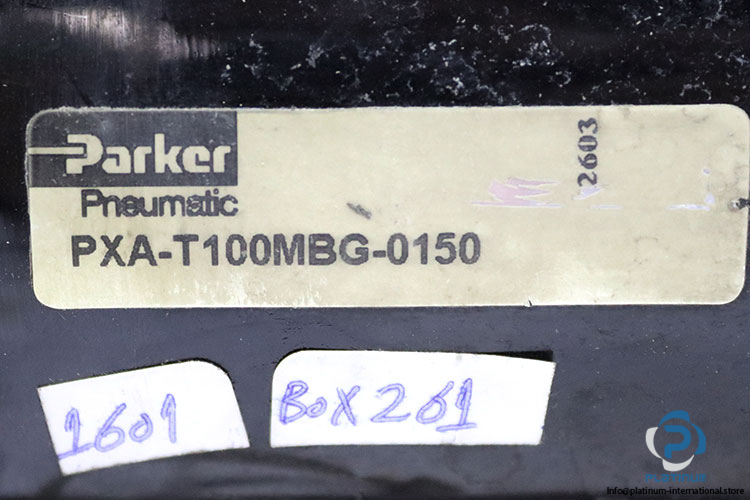 Parker
Pneumatic
2603
PXA-T100MBG-0150
1601
BOX 261
Info@platinum-international.store